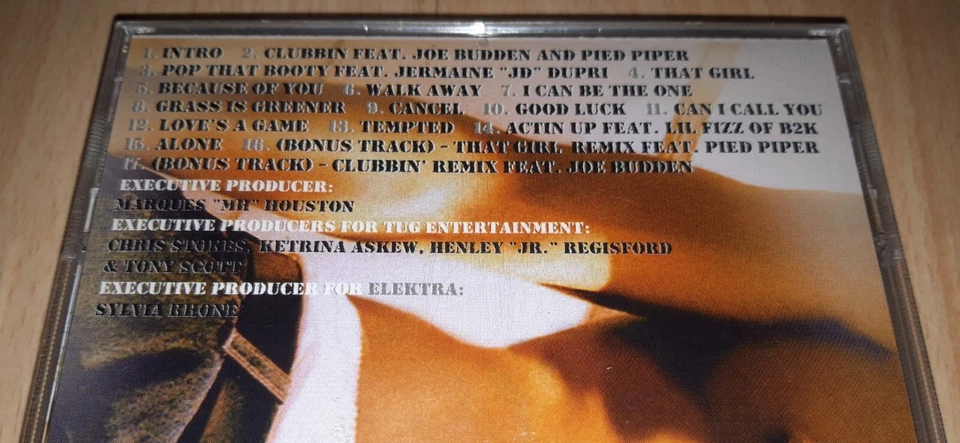 1. INTRO 2. CLUBBIN FEAT. JOE BUDDEN AND PIED PIPER
3. POP THAT BOOTY FEAT. JERMAINE "JD" DUPRI 4. THAT GIRL
5. BECAUSE OF YOU 6. WALK AWAY 7. I CAN BE THE ONE
8. GRASS IS GREENER 9. CANCEL 10. GOOD LUCK 11. CAN I CALL YOU
12. LOVE'S A GAME 13. TEMPTED 14. ACTIN UP FEAT. LIL FIZZ OF B2K
15. ALONE 16. (BONUS TRACK) - THAT GIRL REMIX FEAT. PIED PIPER
17. (BONUS TRACK) - CLUBBIN' REMIX FEAT. JOE BUDDEN
EXECUTIVE PRODUCER:
MARQUES "MH" HOUSTON
EXECUTIVE PRODUCERS FOR TUG ENTERTAINMENT:
CHRIS STOKES, KETRINA ASKEW, HENLEY "JR." REGISFORD
& TONY SCOTT
EXECUTIVE PRODUCER FOR ELEKTRA:
SYLVIA RHONE